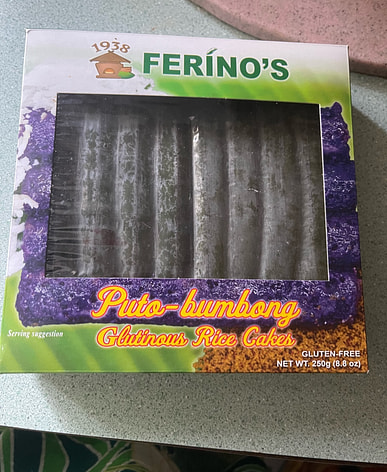 1938
FERÍNO'S
Puto-bumbong
Glutinous Rice Cakes
Serving suggestion
GLUTEN-FREE
NET WT. 250g (8.8 oz)